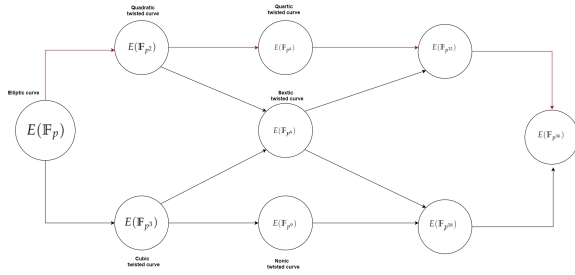 Quadratic
twisted curve
Quartic
twisted curve
E(𝔽p2)
E(𝔽p4)
E(𝔽p12)
Elliptic curve
Sextic
twisted curve
E(𝔽p)
E(𝔽p6)
E(𝔽p36)
E(𝔽p3)
E(𝔽p9)
E(𝔽p18)
Cubic
twisted curve
Nonic
twisted curve